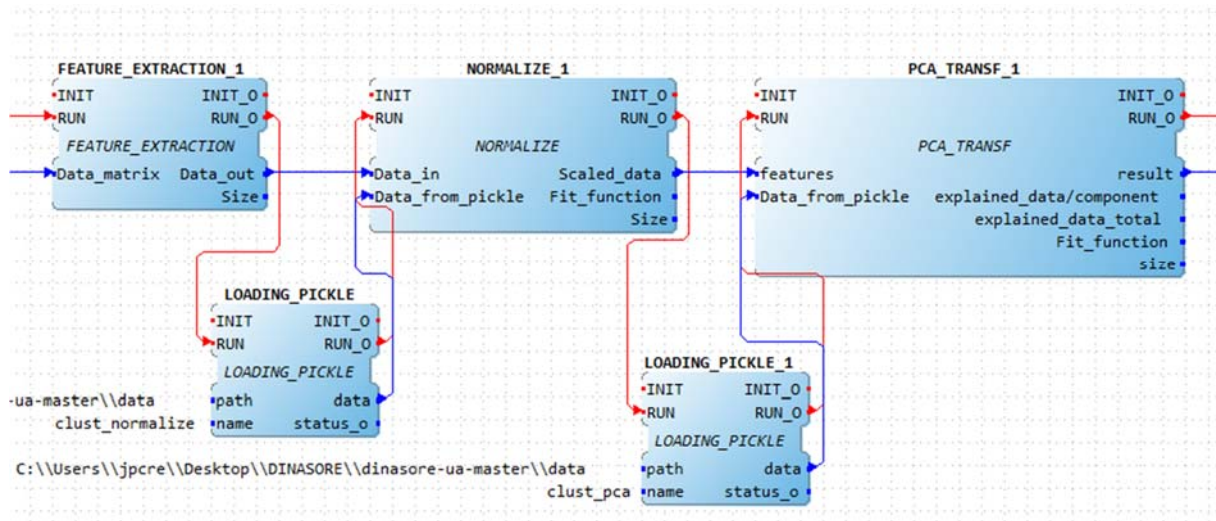 FEATURE_EXTRACTION_1
INIT INIT_O
RUN RUN_O
FEATURE_EXTRACTION
Data_matrix Data_out
Size
NORMALIZE_1
INIT INIT_O
RUN RUN_O
NORMALIZE
Data_in Scaled_data
Data_from_pickle Fit_function
Size
PCA_TRANSF_1
INIT INIT_O
RUN RUN_O
PCA_TRANSF
features result
Data_from_pickle explained_data/component
explained_data_total
Fit_function
size
LOADING_PICKLE
INIT INIT_O
RUN RUN_O
LOADING_PICKLE
-ua-master\\data path data
clust_normalize name status_o
LOADING_PICKLE_1
INIT INIT_O
RUN RUN_O
LOADING_PICKLE
C:\\Users\\jpcre\\Desktop\\DINASORE\\dinasore-ua-master\\data path data
clust_pca name status_o